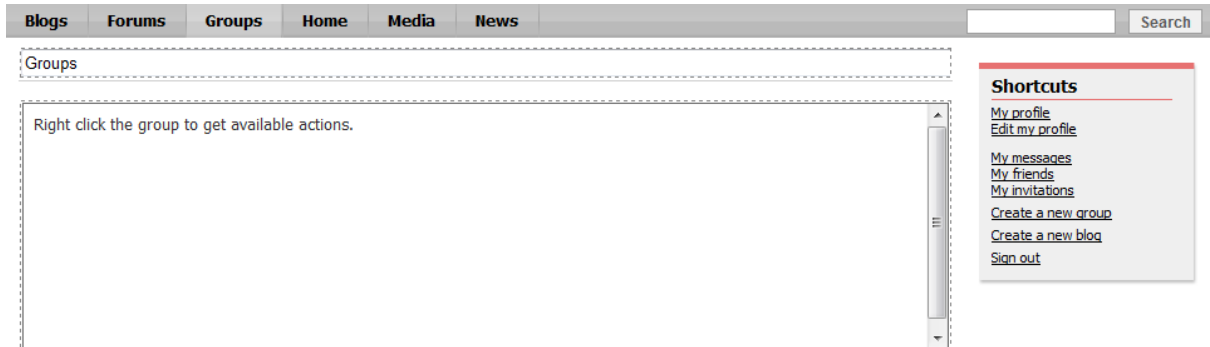 Blogs Forums Groups Home Media News Search
Groups
Right click the group to get available actions.
Shortcuts
My profile
Edit my profile
My messages
My friends
My invitations
Create a new group
Create a new blog
Sign out